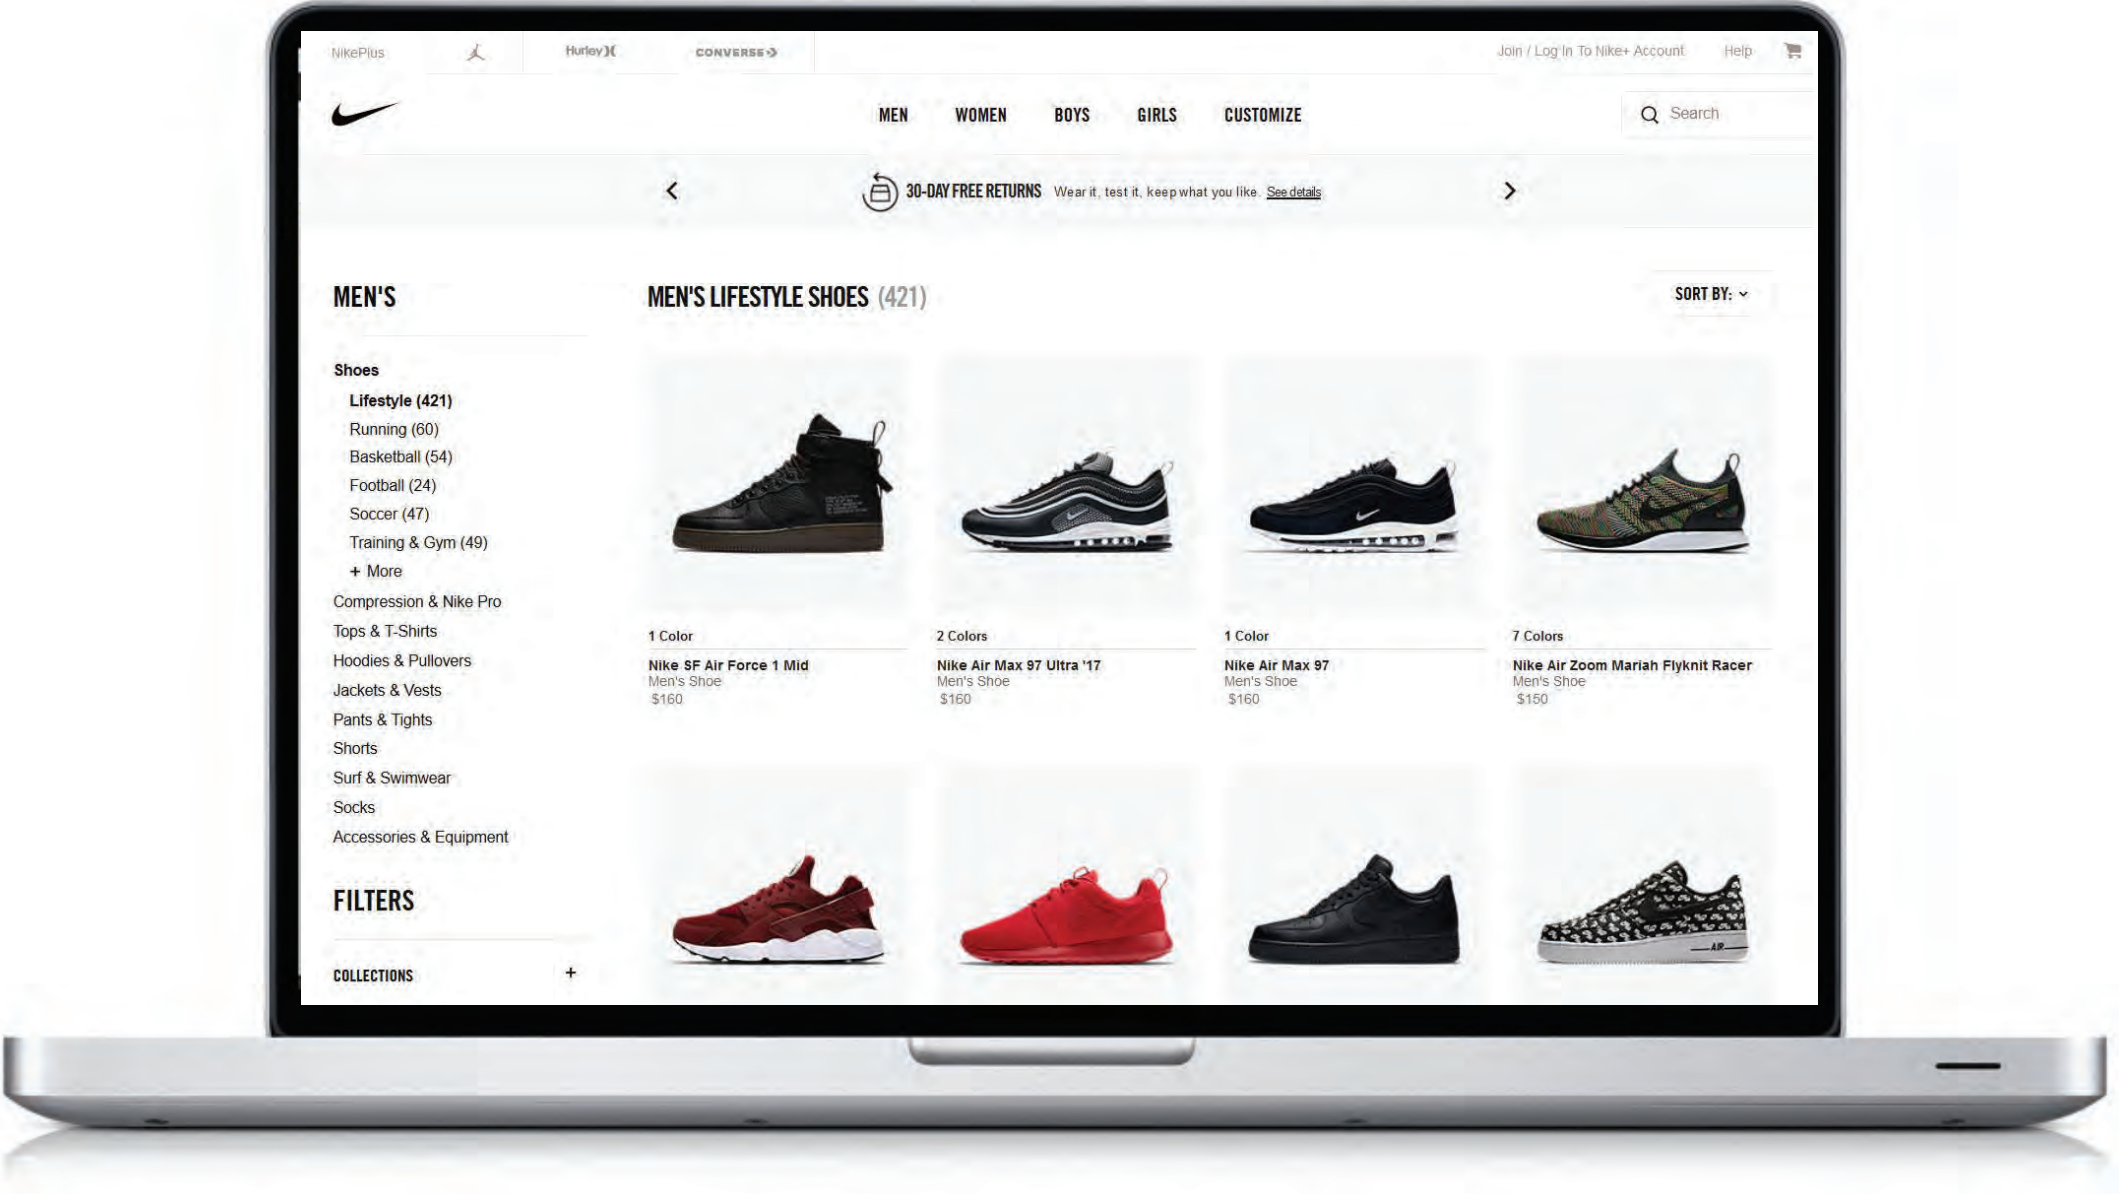 NikePlus
Hurley
CONVERSE
Join / Log In To Nike+ Account
Help
MEN
WOMEN
BOYS
GIRLS
CUSTOMIZE
Search
30-DAY FREE RETURNS Wear it, test it, keep what you like. See details
MEN'S
MEN'S LIFESTYLE SHOES (421)
SORT BY:
Shoes
Lifestyle (421)
Running (60)
Basketball (54)
Football (24)
Soccer (47)
Training & Gym (49)
+ More
Compression & Nike Pro
Tops & T-Shirts
Hoodies & Pullovers
Jackets & Vests
Pants & Tights
Shorts
Surf & Swimwear
Socks
Accessories & Equipment
FILTERS
COLLECTIONS +
1 Color
Nike SF Air Force 1 Mid
Men's Shoe
$160
2 Colors
Nike Air Max 97 Ultra '17
Men's Shoe
$160
1 Color
Nike Air Max 97
Men's Shoe
$160
7 Colors
Nike Air Zoom Mariah Flyknit Racer
Men's Shoe
$150
AIR